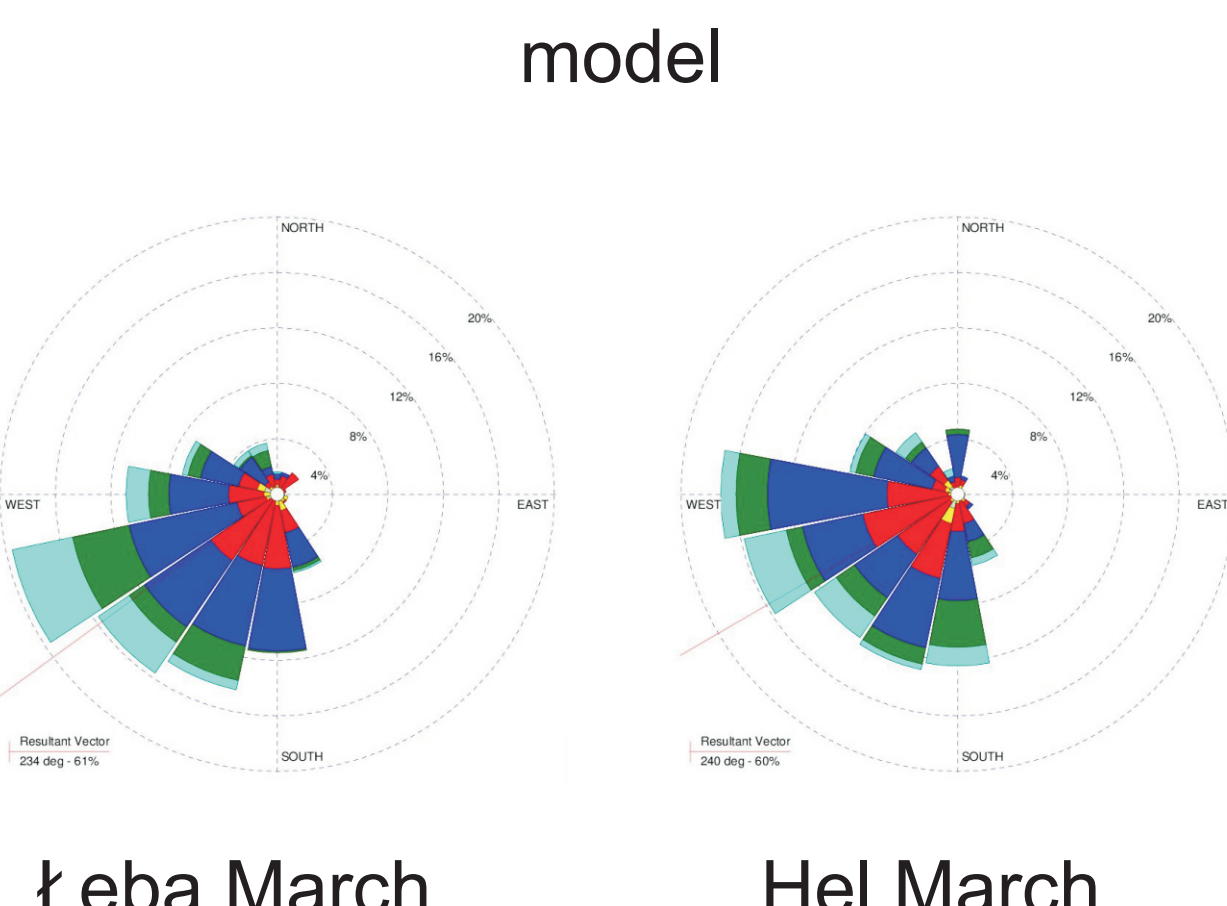 model
NORTH
20%
16%
12%
8%
4%
WEST
EAST
SOUTH
Resultant Vector
234 deg - 61%
Łeba March
NORTH
20%
16%
12%
8%
4%
WEST
EAST
SOUTH
Resultant Vector
240 deg - 60%
Hel March